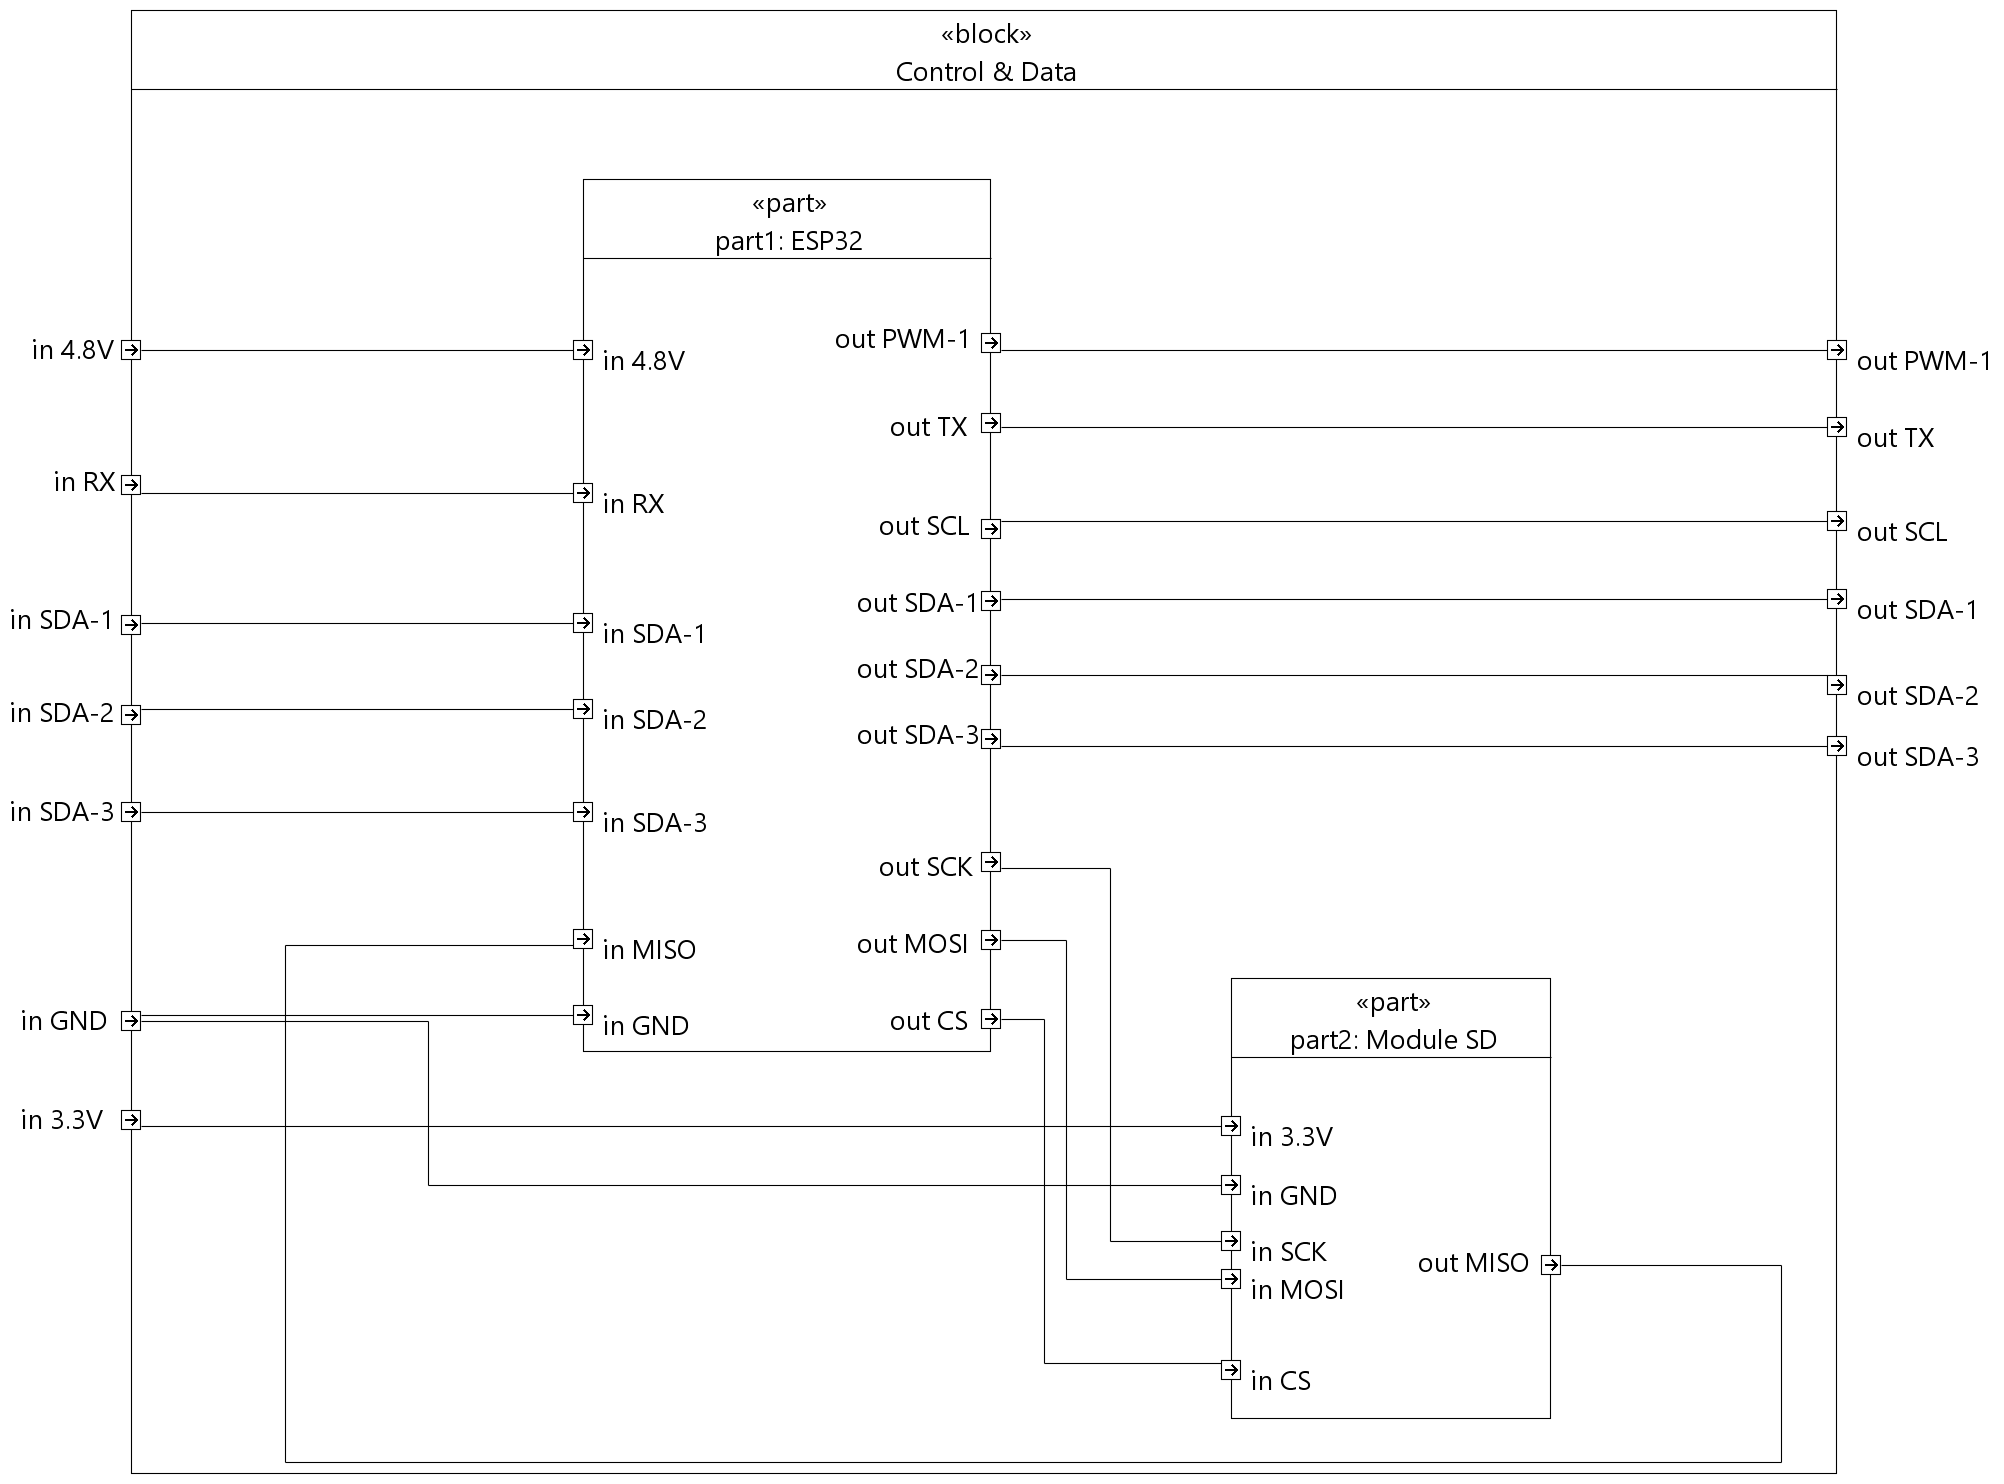 «block»
Control & Data
«part»
part1: ESP32
in 4.8V
in RX
in SDA-1
in SDA-2
in SDA-3
in GND
in 3.3V
in 4.8V
in RX
in SDA-1
in SDA-2
in SDA-3
in MISO
in GND
out PWM-1
out TX
out SCL
out SDA-1
out SDA-2
out SDA-3
out SCK
out MOSI
out CS
«part»
part2: Module SD
in 3.3V
in GND
in SCK
in MOSI
in CS
out MISO
out PWM-1
out TX
out SCL
out SDA-1
out SDA-2
out SDA-3